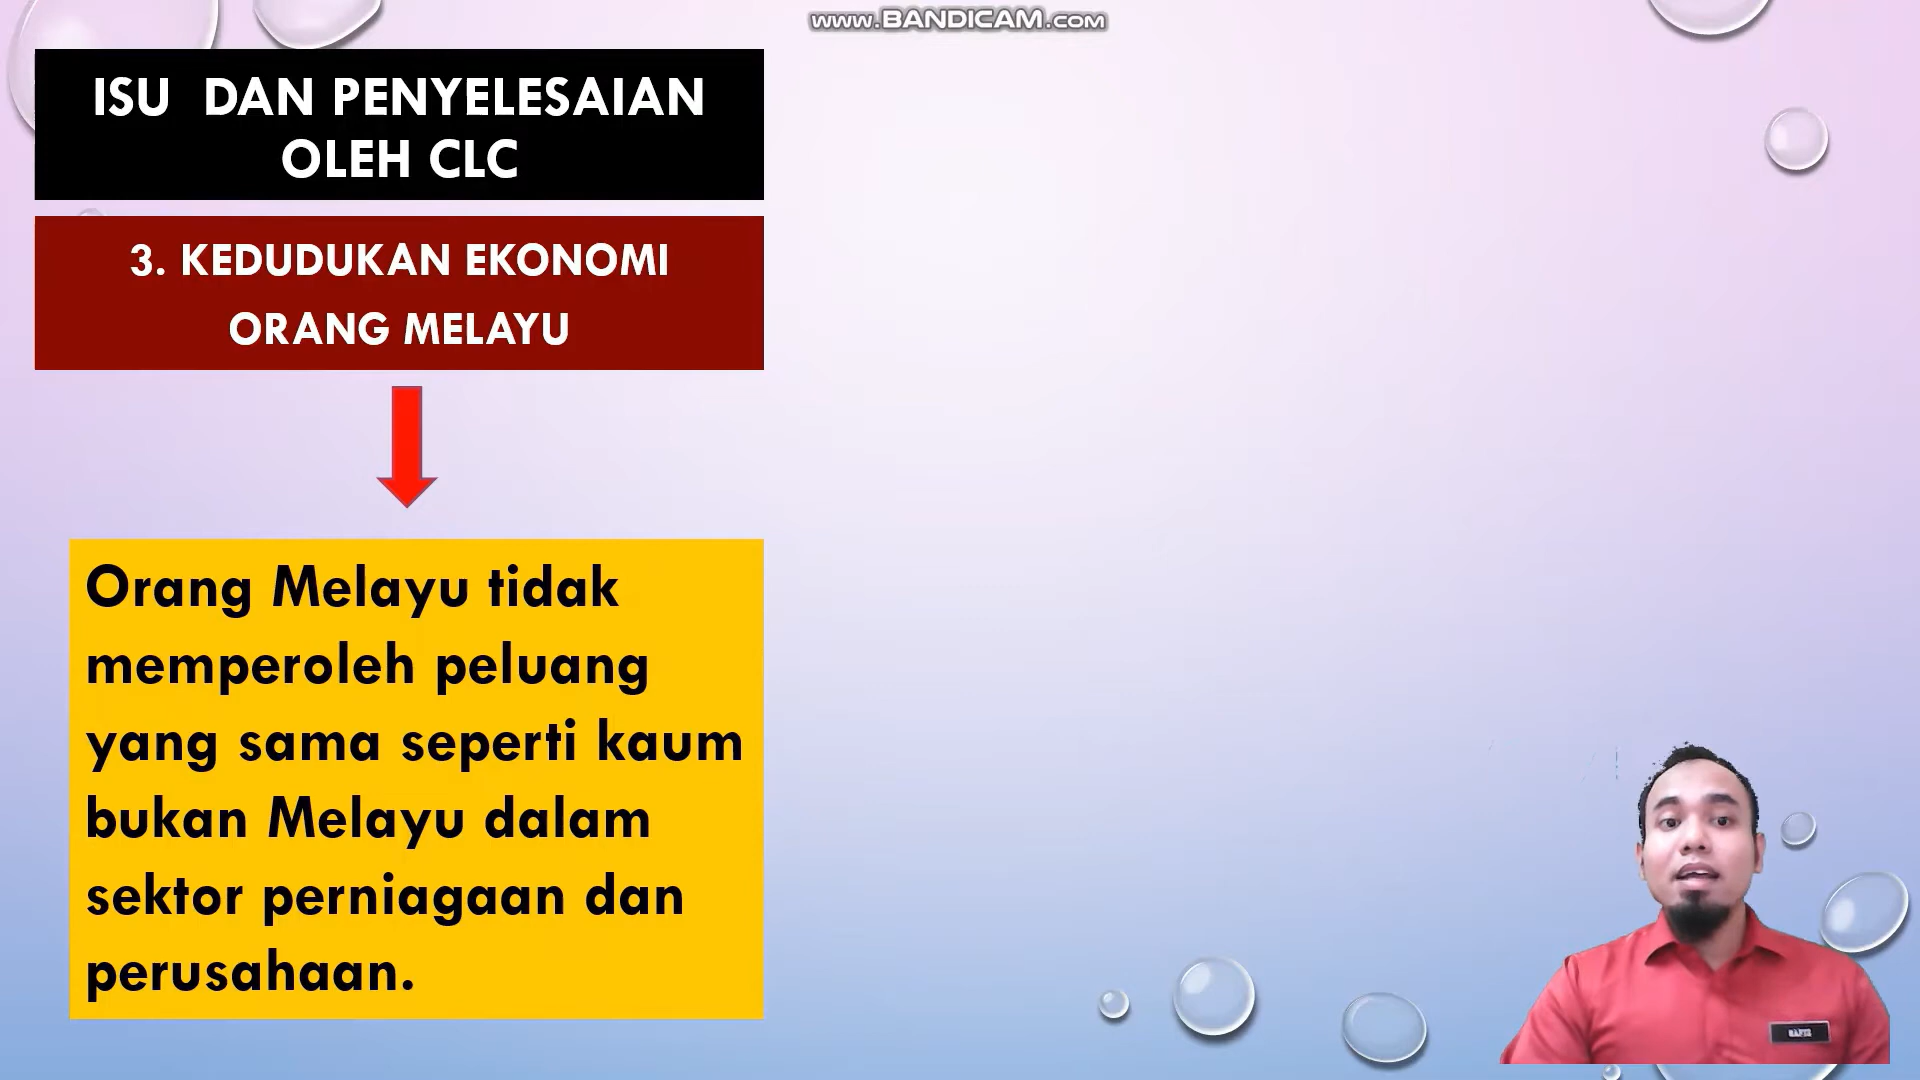 www.BANDICAM.com
ISU DAN PENYELESAIAN
OLEH CLC
3. KEDUDUKAN EKONOMI
ORANG MELAYU
Orang Melayu tidak
memperoleh peluang
yang sama seperti kaum
bukan Melayu dalam
sektor perniagaan dan
perusahaan.